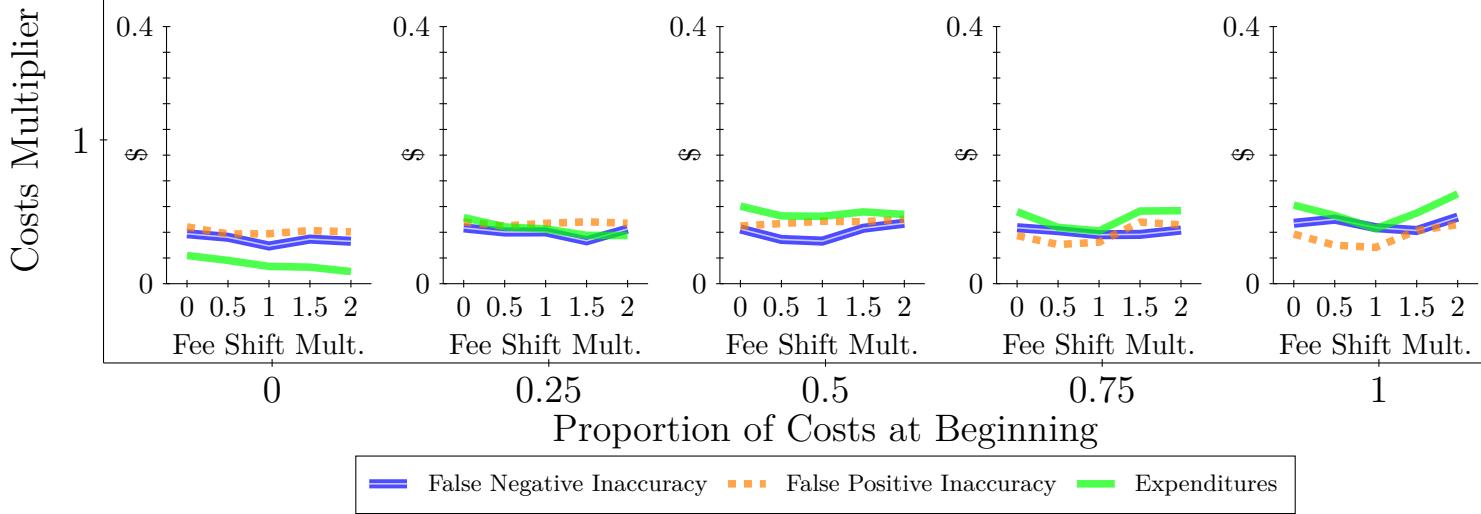 Costs Multiplier
1
0.4 0.4 0.4 0.4 0.4
$ $ $ $ $
0 0 0 0 0
0 0.5 1 1.5 2 0 0.5 1 1.5 2 0 0.5 1 1.5 2 0 0.5 1 1.5 2 0 0.5 1 1.5 2
Fee Shift Mult. Fee Shift Mult. Fee Shift Mult. Fee Shift Mult. Fee Shift Mult.
0 0.25 0.5 0.75 1
Proportion of Costs at Beginning
False Negative Inaccuracy False Positive Inaccuracy Expenditures